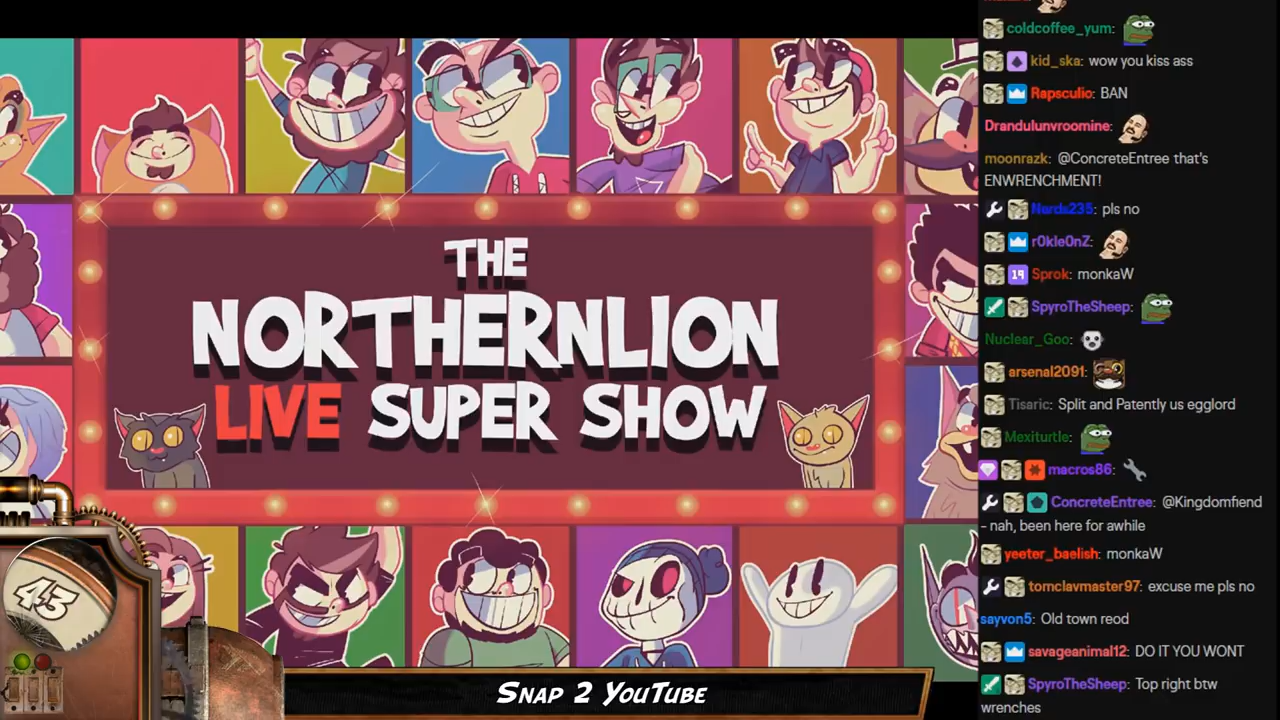 THE
NORTHERNLION
LIVE SUPER SHOW
43
SNAP 2 YOUTUBE
coldcoffee_yum:
kid_ska: wow you kiss ass
Rapsculio: BAN
Drandulunvroomine:
moonrazk: @ConcreteEntree that's
ENWRENCHMENT!
Nerdx235: pls no
r0kle0nZ:
19 Sprok: monkaW
SpyroTheSheep:
Nuclear_Goo:
arsenal2091:
Tisaric: Split and Patently us egglord
Mexiturtle:
macros86:
ConcreteEntree: @Kingdomfiend
- nah, been here for awhile
yeeter_baelish: monkaW
tomclavmaster97: excuse me pls no
sayvon5: Old town reod
savageanimal12: DO IT YOU WONT
SpyroTheSheep: Top right btw
wrenches